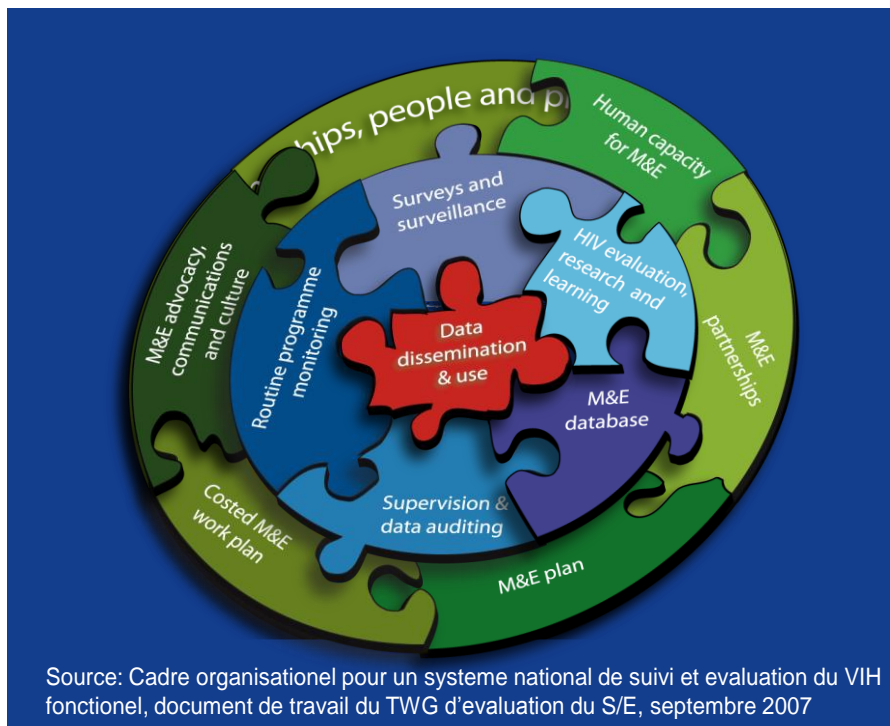 people and
Human capacity
for M&E
Surveys and
surveillance
HIV evaluation,
research and
learning
M&E advocacy,
communications
and culture
Routine programme
monitoring
Data
dissemination
& use
M&E
partnerships
M&E
database
Supervision &
data auditing
Costed M&E
work plan
M&E plan
Source: Cadre organisationel pour un systeme national de suivi et evaluation du VIH
fonctionel, document de travail du TWG d’evaluation du S/E, septembre 2007